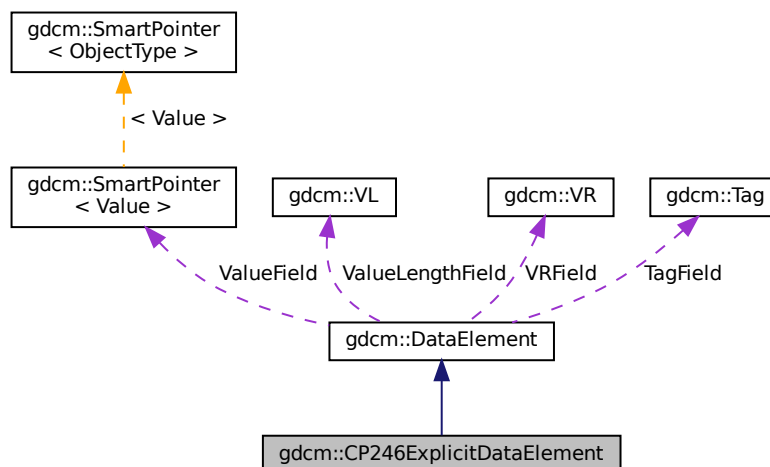 gdcm::SmartPointer
< ObjectType >
< Value >
gdcm::SmartPointer
< Value >
gdcm::VL
gdcm::VR
gdcm::Tag
ValueField
ValueLengthField
VRField
TagField
gdcm::DataElement
gdcm::CP246ExplicitDataElement